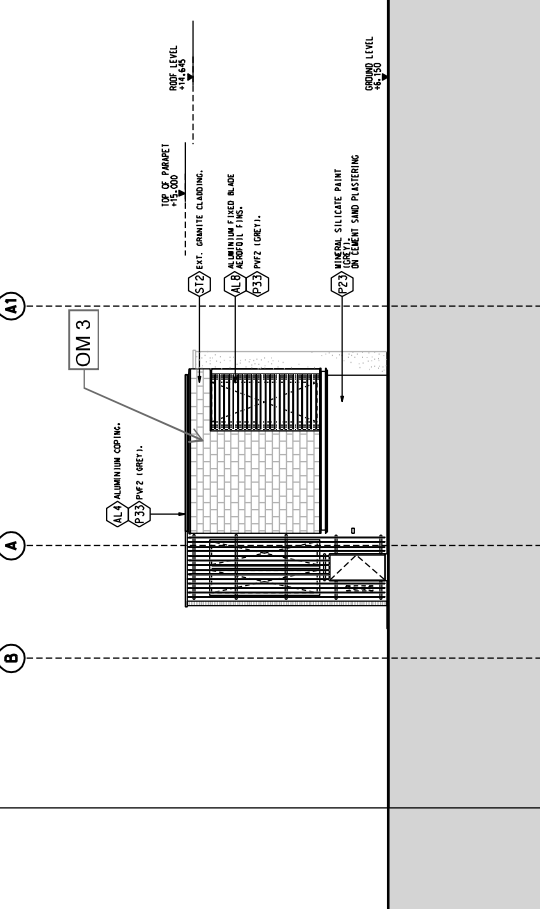 ROOF LEVEL
+14.645
GROUND LEVEL
+6.150
TOP OF PARAPET
+15.000
ST2 EXT. GRANITE CLADDING.
AL8 ALUMINIUM FIXED BLADE
AEROFOIL FINS.
P33 PVF2 (GREY).
P23 MINERAL SILICATE PAINT
(GREY).
ON CEMENT SAND PLASTERING
A1
OM 3
AL4 ALUMINIUM COPING.
P33 PVF2 (GREY).
A
B